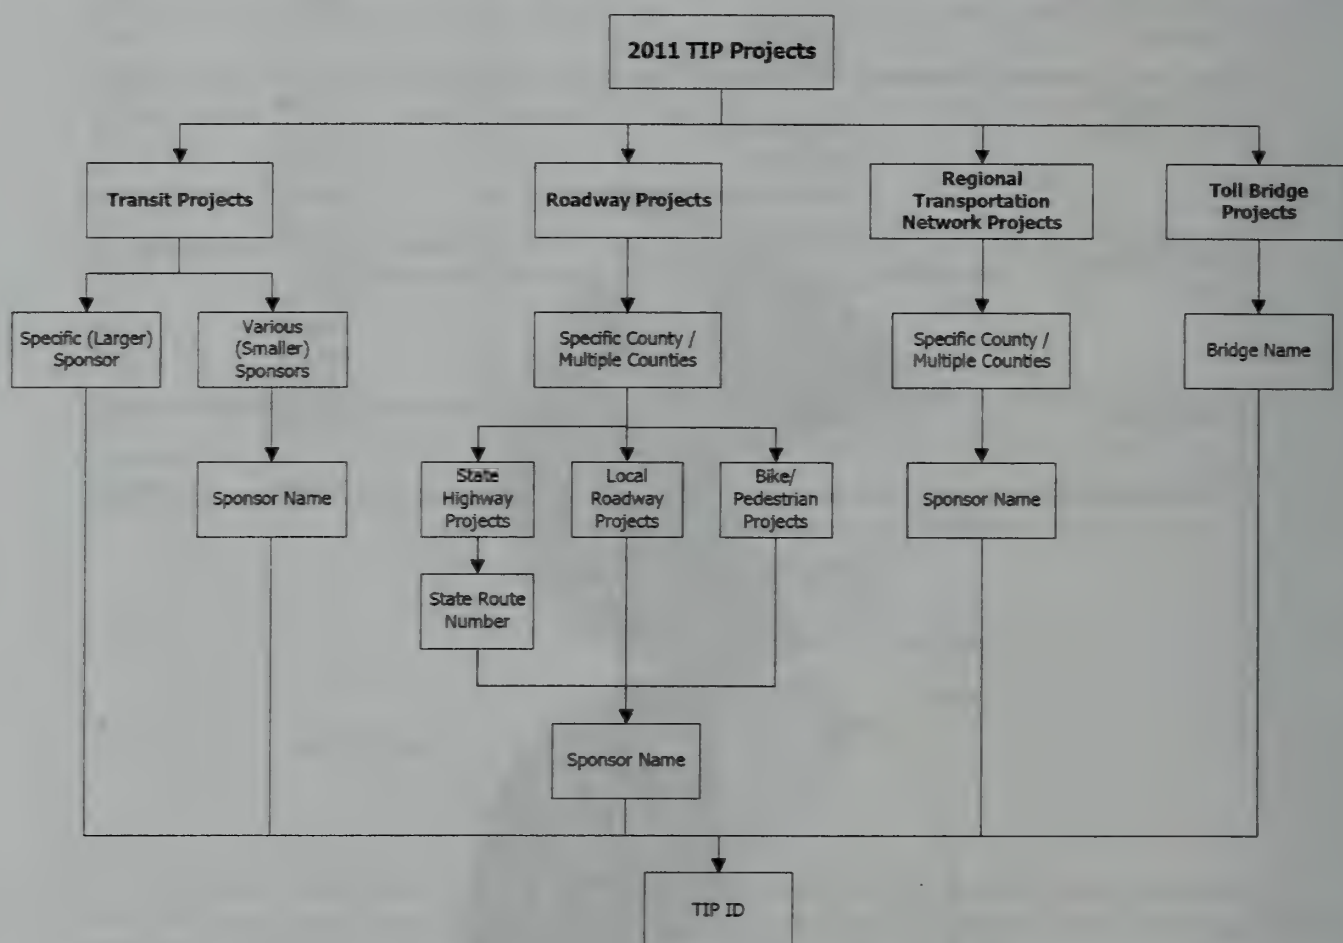 2011 TIP Projects
Transit Projects
Roadway Projects
Regional
Transportation
Network Projects
Toll Bridge
Projects
Specific (Larger)
Sponsor
Various
(Smaller)
Sponsors
Specific County /
Multiple Counties
Specific County /
Multiple Counties
Bridge Name
Sponsor Name
State
Highway
Projects
Local
Roadway
Projects
Bike/
Pedestrian
Projects
Sponsor Name
State Route
Number
Sponsor Name
TIP ID